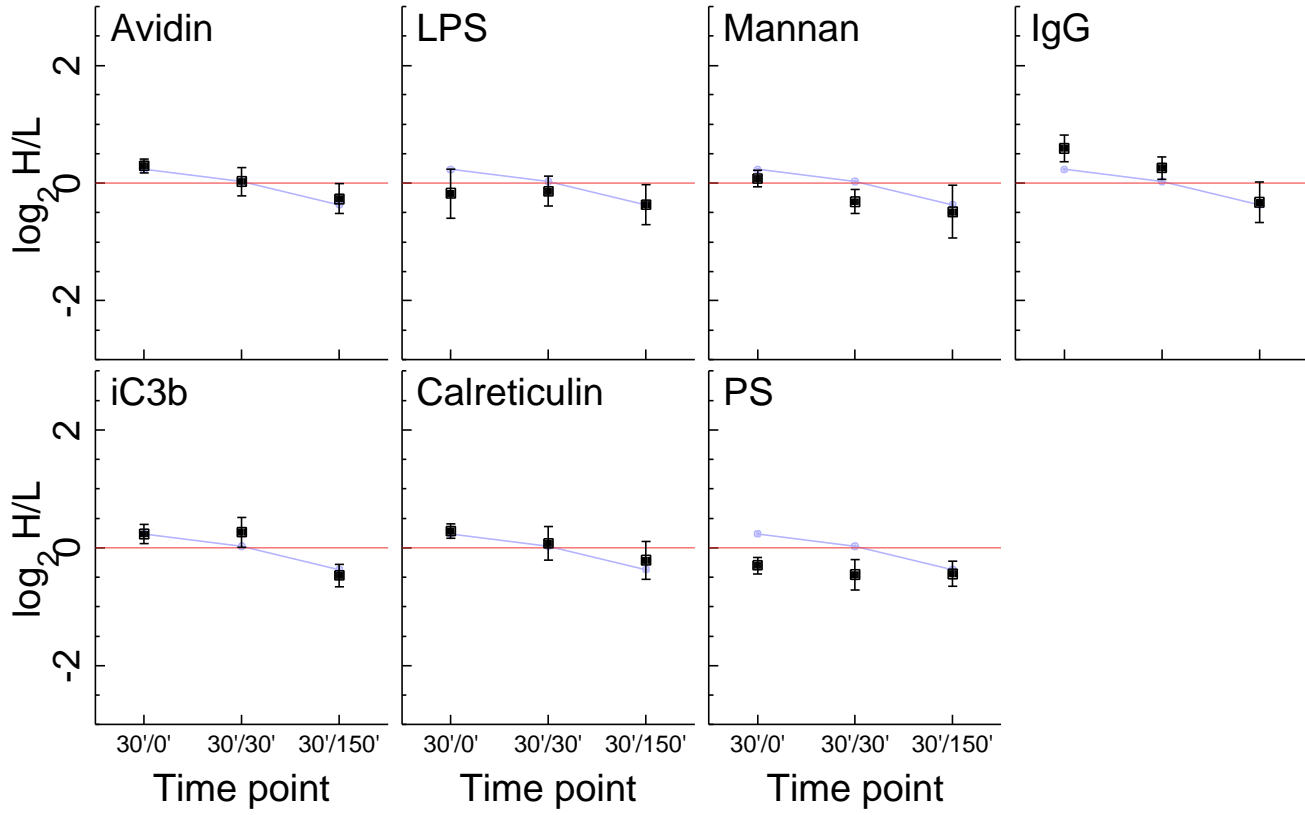 Avidin
LPS
Mannan
IgG
2
0
-2
log2 H/L
iC3b
Calreticulin
PS
2
0
-2
log2 H/L
30'/0' 30'/30' 30'/150'
30'/0' 30'/30' 30'/150'
30'/0' 30'/30' 30'/150'
Time point
Time point
Time point